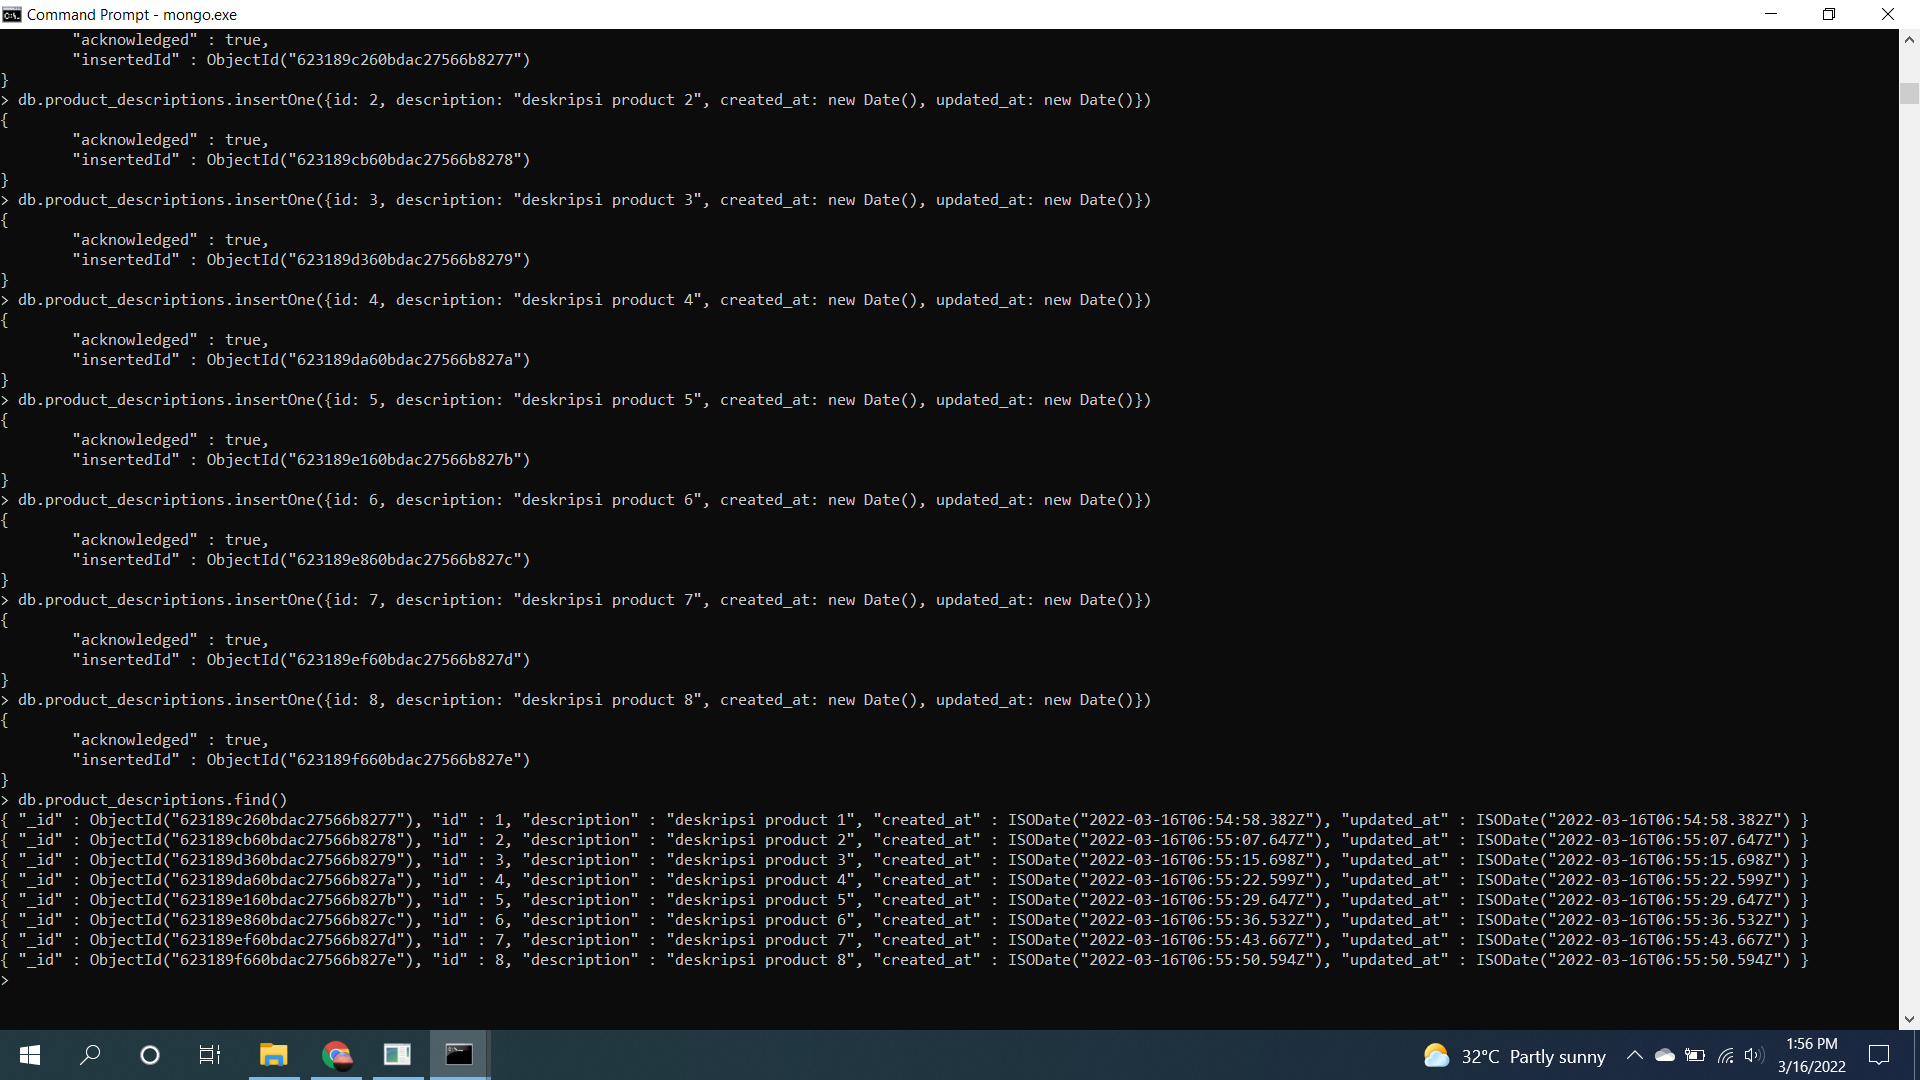 Command Prompt - mongo.exe
"acknowledged" : true,
"insertedId" : ObjectId("623189c260bdac27566b8277")
}
> db.product_descriptions.insertOne({id: 2, description: "deskripsi product 2", created_at: new Date(), updated_at: new Date()})
{
"acknowledged" : true,
"insertedId" : ObjectId("623189cb60bdac27566b8278")
}
> db.product_descriptions.insertOne({id: 3, description: "deskripsi product 3", created_at: new Date(), updated_at: new Date()})
{
"acknowledged" : true,
"insertedId" : ObjectId("623189d360bdac27566b8279")
}
> db.product_descriptions.insertOne({id: 4, description: "deskripsi product 4", created_at: new Date(), updated_at: new Date()})
{
"acknowledged" : true,
"insertedId" : ObjectId("623189da60bdac27566b827a")
}
> db.product_descriptions.insertOne({id: 5, description: "deskripsi product 5", created_at: new Date(), updated_at: new Date()})
{
"acknowledged" : true,
"insertedId" : ObjectId("623189e160bdac27566b827b")
}
> db.product_descriptions.insertOne({id: 6, description: "deskripsi product 6", created_at: new Date(), updated_at: new Date()})
{
"acknowledged" : true,
"insertedId" : ObjectId("623189e860bdac27566b827c")
}
> db.product_descriptions.insertOne({id: 7, description: "deskripsi product 7", created_at: new Date(), updated_at: new Date()})
{
"acknowledged" : true,
"insertedId" : ObjectId("623189ef60bdac27566b827d")
}
> db.product_descriptions.insertOne({id: 8, description: "deskripsi product 8", created_at: new Date(), updated_at: new Date()})
{
"acknowledged" : true,
"insertedId" : ObjectId("623189f660bdac27566b827e")
}
> db.product_descriptions.find()
{ "_id" : ObjectId("623189c260bdac27566b8277"), "id" : 1, "description" : "deskripsi product 1", "created_at" : ISODate("2022-03-16T06:54:58.382Z"), "updated_at" : ISODate("2022-03-16T06:54:58.382Z") }
{ "_id" : ObjectId("623189cb60bdac27566b8278"), "id" : 2, "description" : "deskripsi product 2", "created_at" : ISODate("2022-03-16T06:55:07.647Z"), "updated_at" : ISODate("2022-03-16T06:55:07.647Z") }
{ "_id" : ObjectId("623189d360bdac27566b8279"), "id" : 3, "description" : "deskripsi product 3", "created_at" : ISODate("2022-03-16T06:55:15.698Z"), "updated_at" : ISODate("2022-03-16T06:55:15.698Z") }
{ "_id" : ObjectId("623189da60bdac27566b827a"), "id" : 4, "description" : "deskripsi product 4", "created_at" : ISODate("2022-03-16T06:55:22.599Z"), "updated_at" : ISODate("2022-03-16T06:55:22.599Z") }
{ "_id" : ObjectId("623189e160bdac27566b827b"), "id" : 5, "description" : "deskripsi product 5", "created_at" : ISODate("2022-03-16T06:55:29.647Z"), "updated_at" : ISODate("2022-03-16T06:55:29.647Z") }
{ "_id" : ObjectId("623189e860bdac27566b827c"), "id" : 6, "description" : "deskripsi product 6", "created_at" : ISODate("2022-03-16T06:55:36.532Z"), "updated_at" : ISODate("2022-03-16T06:55:36.532Z") }
{ "_id" : ObjectId("623189ef60bdac27566b827d"), "id" : 7, "description" : "deskripsi product 7", "created_at" : ISODate("2022-03-16T06:55:43.667Z"), "updated_at" : ISODate("2022-03-16T06:55:43.667Z") }
{ "_id" : ObjectId("623189f660bdac27566b827e"), "id" : 8, "description" : "deskripsi product 8", "created_at" : ISODate("2022-03-16T06:55:50.594Z"), "updated_at" : ISODate("2022-03-16T06:55:50.594Z") }
>
32°C Partly sunny
1:56 PM
3/16/2022